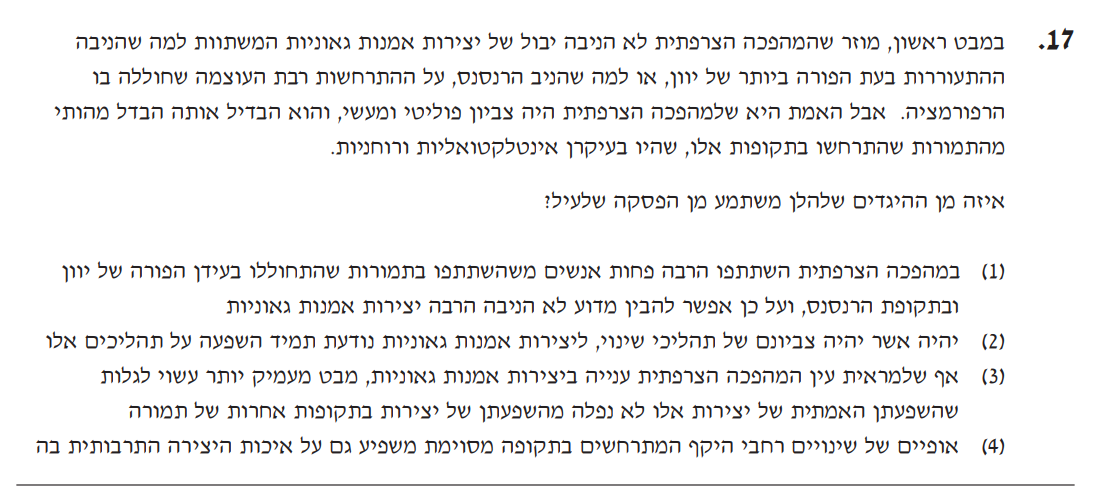 17. במבט ראשון, מוזר שהמהפכה הצרפתית לא הניבה יבול של יצירות אמנות גאוניות המשתוות למה שהניבה
ההתעוררות בעת הפורה ביותר של יוון, או למה שהניב הרנסנס, על ההתרחשות רבת העוצמה שחוללה בו
הרפורמציה. אבל האמת היא שלמהפכה הצרפתית היה צביון פוליטי ומעשי, והוא הבדיל אותה הבדל מהותי
מהתמורות שהתרחשו בתקופות אלו, שהיו בעיקרן אינטלקטואליות ורוחניות.
איזה מן ההיגדים שלהלן משתמע מן הפסקה שלעיל?
(1) במהפכה הצרפתית השתתפו הרבה פחות אנשים משהשתתפו בתמורות שהתחוללו בעידן הפורה של יוון
ובתקופת הרנסנס, ועל כן אפשר להבין מדוע לא הניבה הרבה יצירות אמנות גאוניות
(2) יהיה אשר יהיה צביונם של תהליכי שינוי, ליצירות אמנות גאוניות נודעת תמיד השפעה על תהליכים אלו
(3) אף שלמראית עין המהפכה הצרפתית ענייה ביצירות אמנות גאוניות, מבט מעמיק יותר עשוי לגלות
שהשפעתן האמתית של יצירות אלו לא נפלה מהשפעתן של יצירות בתקופות אחרות של תמורה
(4) אופיים של שינויים רחבי היקף המתרחשים בתקופה מסוימת משפיע גם על איכות היצירה התרבותית בה